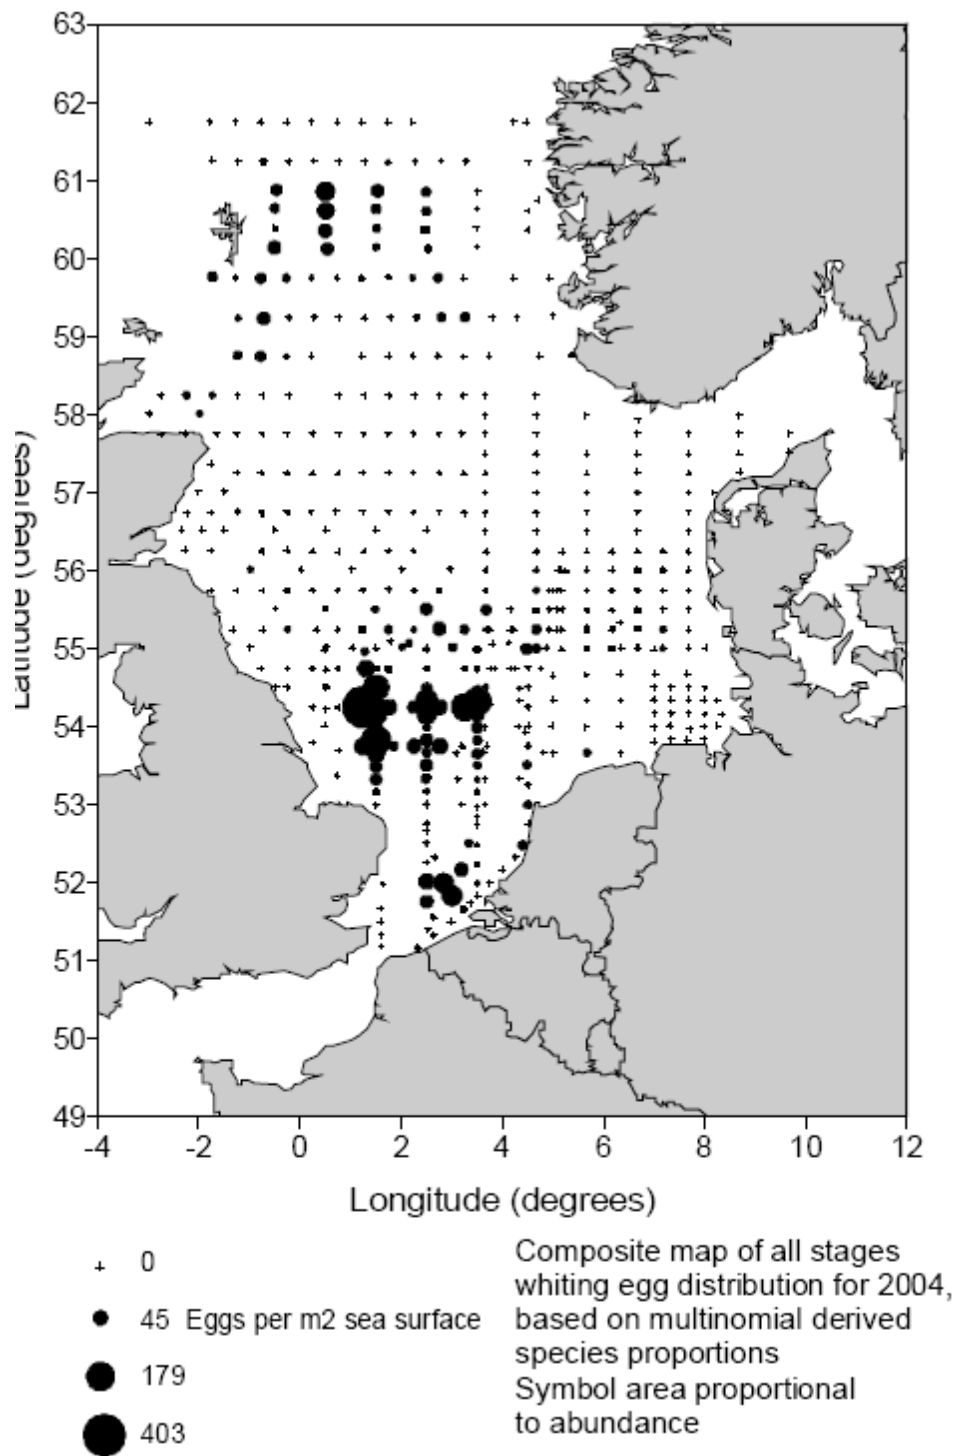 63
62
61
60
59
58
57
56
55
54
53
52
51
50
49
Latitude (degrees)
-4 -2 0 2 4 6 8 10 12
Longitude (degrees)
0
45 Eggs per m2 sea surface
179
403
Composite map of all stages
whiting egg distribution for 2004,
based on multinomial derived
species proportions
Symbol area proportional
to abundance